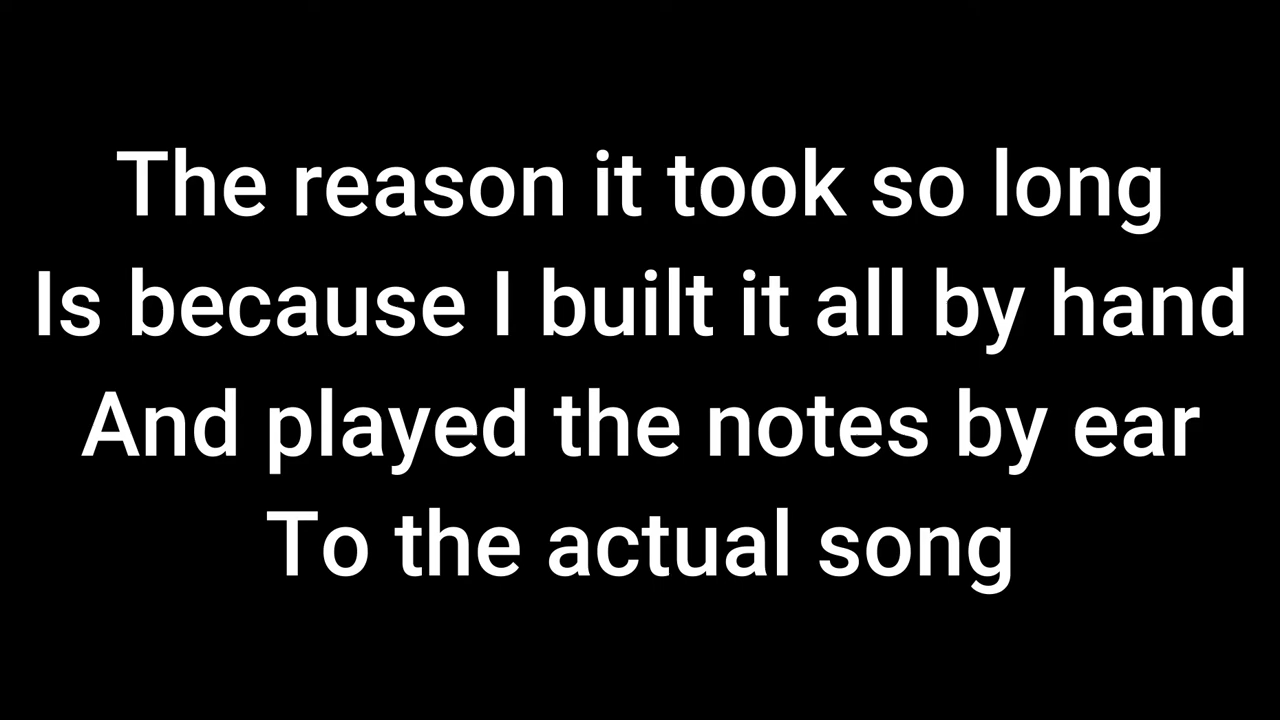 The reason it took so long
Is because I built it all by hand
And played the notes by ear
To the actual song